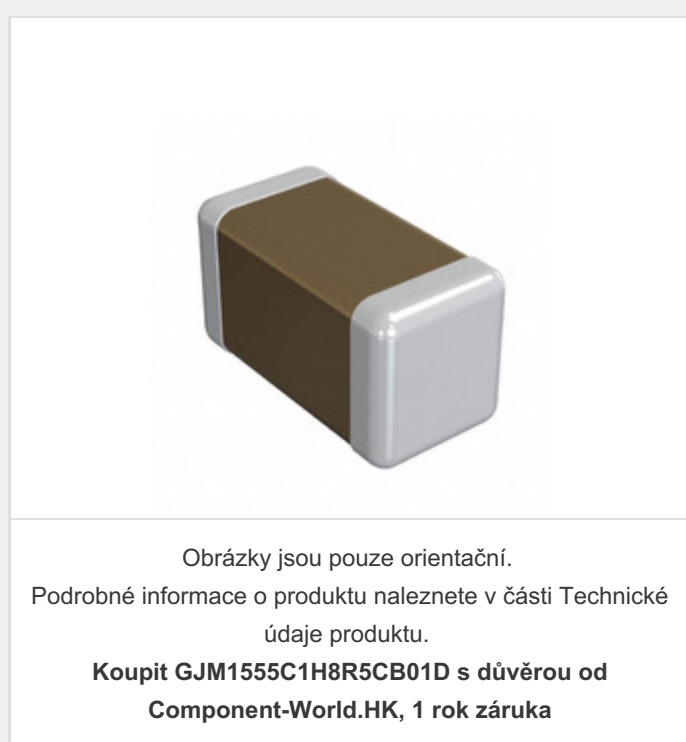 Obrázky jsou pouze orientační.
Podrobné informace o produktu naleznete v části Technické
údaje produktu.
Koupit GJM1555C1H8R5CB01D s důvěrou od
Component-World.HK, 1 rok záruka